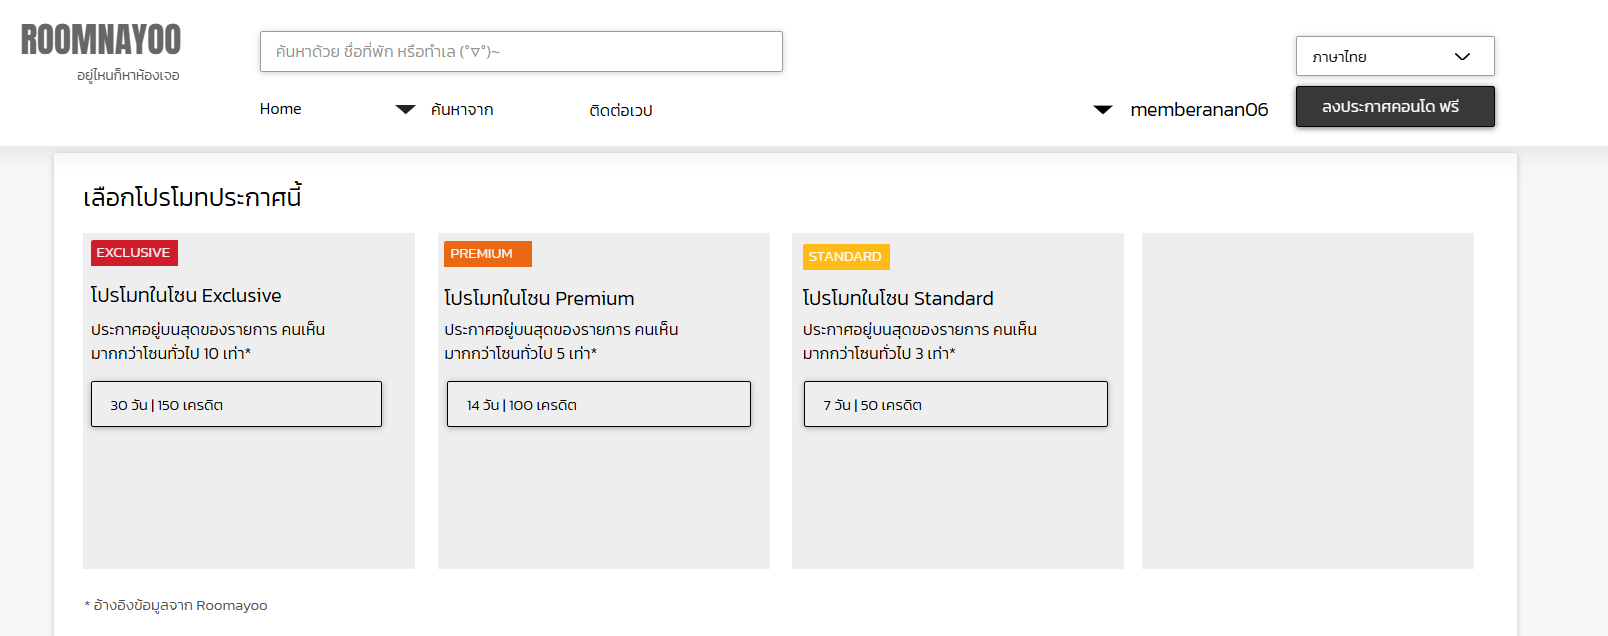 ROOMNAYOO
อยู่ไหนก็หาห้องเจอ
ค้นหาด้วย ชื่อที่พัก หรือทำเล (˚▽˚)~
ภาษาไทย
Home
ค้นหาจาก
ติดต่อเวป
memberanan06
ลงประกาศคอนโด ฟรี
เลือกโปรโมทประกาศนี้
EXCLUSIVE
โปรโมทในโซน Exclusive
ประกาศอยู่บนสุดของรายการ คนเห็น
มากกว่าโซนทั่วไป 10 เท่า*
30 วัน | 150 เครดิต
PREMIUM
โปรโมทในโซน Premium
ประกาศอยู่บนสุดของรายการ คนเห็น
มากกว่าโซนทั่วไป 5 เท่า*
14 วัน | 100 เครดิต
STANDARD
โปรโมทในโซน Standard
ประกาศอยู่บนสุดของรายการ คนเห็น
มากกว่าโซนทั่วไป 3 เท่า*
7 วัน | 50 เครดิต
* อ้างอิงข้อมูลจาก Roomayoo